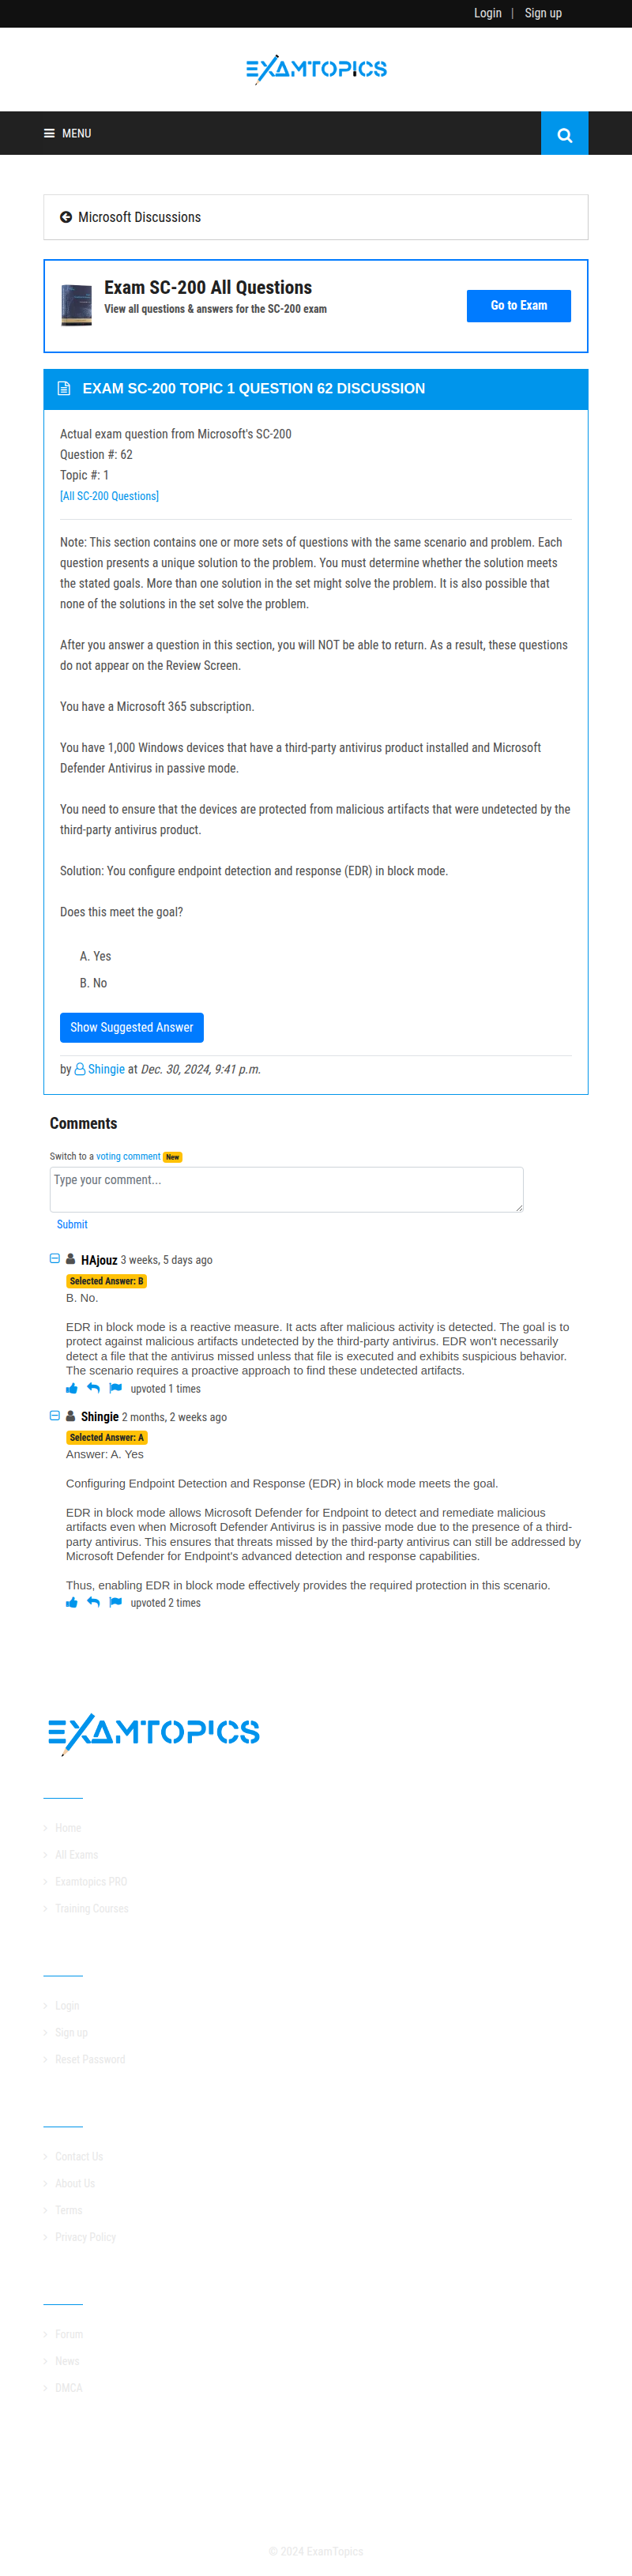 Login | Sign up
EXAMTOPICS
MENU
Microsoft Discussions
Exam SC-200 All Questions
View all questions & answers for the SC-200 exam
Go to Exam
EXAM SC-200 TOPIC 1 QUESTION 62 DISCUSSION
Actual exam question from Microsoft's SC-200
Question #: 62
Topic #: 1
[All SC-200 Questions]
Note: This section contains one or more sets of questions with the same scenario and problem. Each
question presents a unique solution to the problem. You must determine whether the solution meets
the stated goals. More than one solution in the set might solve the problem. It is also possible that
none of the solutions in the set solve the problem.
After you answer a question in this section, you will NOT be able to return. As a result, these questions
do not appear on the Review Screen.
You have a Microsoft 365 subscription.
You have 1,000 Windows devices that have a third-party antivirus product installed and Microsoft
Defender Antivirus in passive mode.
You need to ensure that the devices are protected from malicious artifacts that were undetected by the
third-party antivirus product.
Solution: You configure endpoint detection and response (EDR) in block mode.
Does this meet the goal?
A. Yes
B. No
Show Suggested Answer
by Shingie at Dec. 30, 2024, 9:41 p.m.
Comments
Switch to a voting comment New
Type your comment...
Submit
HAjouz 3 weeks, 5 days ago
Selected Answer: B
B. No.
EDR in block mode is a reactive measure. It acts after malicious activity is detected. The goal is to
protect against malicious artifacts undetected by the third-party antivirus. EDR won't necessarily
detect a file that the antivirus missed unless that file is executed and exhibits suspicious behavior.
The scenario requires a proactive approach to find these undetected artifacts.
upvoted 1 times
Shingie 2 months, 2 weeks ago
Selected Answer: A
Answer: A. Yes
Configuring Endpoint Detection and Response (EDR) in block mode meets the goal.
EDR in block mode allows Microsoft Defender for Endpoint to detect and remediate malicious
artifacts even when Microsoft Defender Antivirus is in passive mode due to the presence of a third-
party antivirus. This ensures that threats missed by the third-party antivirus can still be addressed by
Microsoft Defender for Endpoint's advanced detection and response capabilities.
Thus, enabling EDR in block mode effectively provides the required protection in this scenario.
upvoted 2 times
EXAMTOPICS
Home
All Exams
Examtopics PRO
Training Courses
Login
Sign up
Reset Password
Contact Us
About Us
Terms
Privacy Policy
Forum
News
DMCA
© 2024 ExamTopics